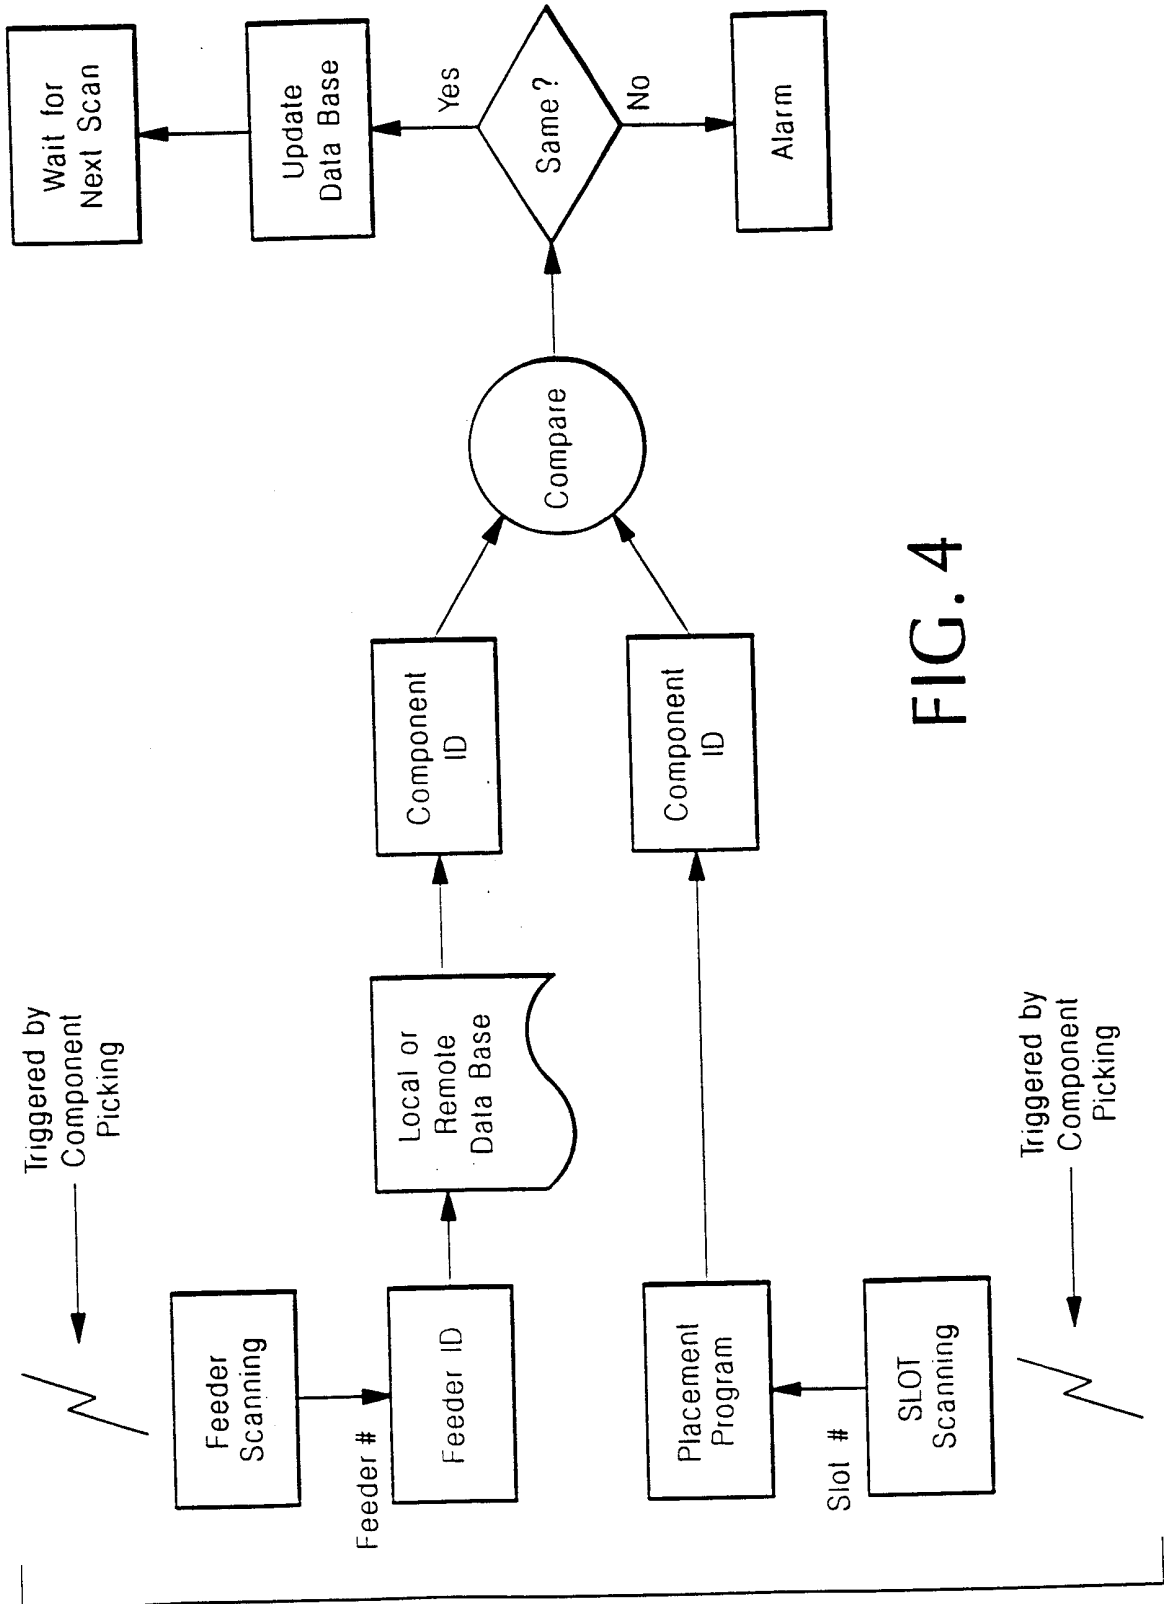 Triggered by
Component
Picking
Feeder
Scanning
Feeder #
Feeder ID
Local or
Remote
Data Base
Component
ID
Placement
Program
Slot #
SLOT
Scanning
Triggered by
Component
Picking
Component
ID
Compare
Same?
Yes
Update
Data Base
Wait for
Next Scan
No
Alarm
FIG. 4